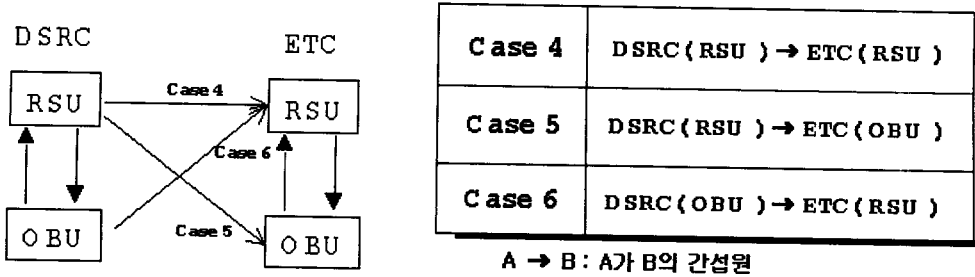 DSRC
ETC
RSU
Case 4
RSU
Case 6
OBU
Case 5
OBU
Case 4 DSRC(RSU ) → ETC(RSU )
Case 5 DSRC(RSU ) → ETC(OBU )
Case 6 DSRC(OBU ) → ETC(RSU )
A → B : A가 B의 간섭원